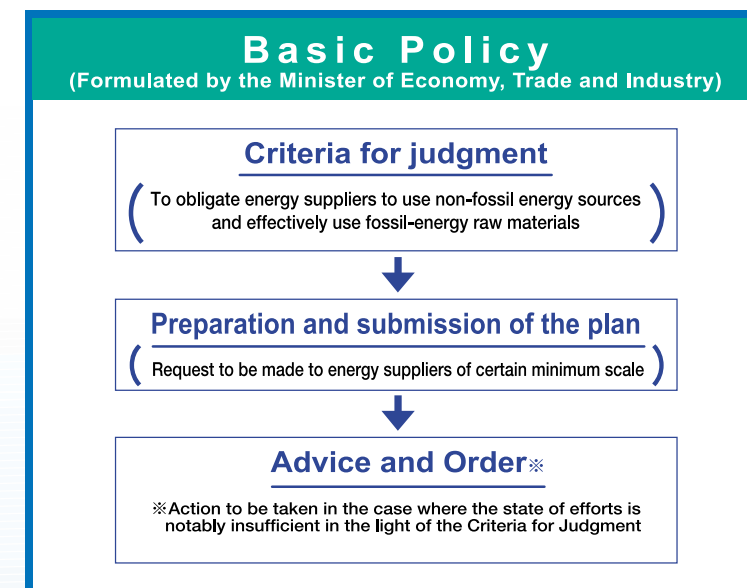 Basic Policy
(Formulated by the Minister of Economy, Trade and Industry)
Criteria for judgment
(To obligate energy suppliers to use non-fossil energy sources
and effectively use fossil-energy raw materials)
Preparation and submission of the plan
(Request to be made to energy suppliers of certain minimum scale)
Advice and Order※
※Action to be taken in the case where the state of efforts is
notably insufficient in the light of the Criteria for Judgment